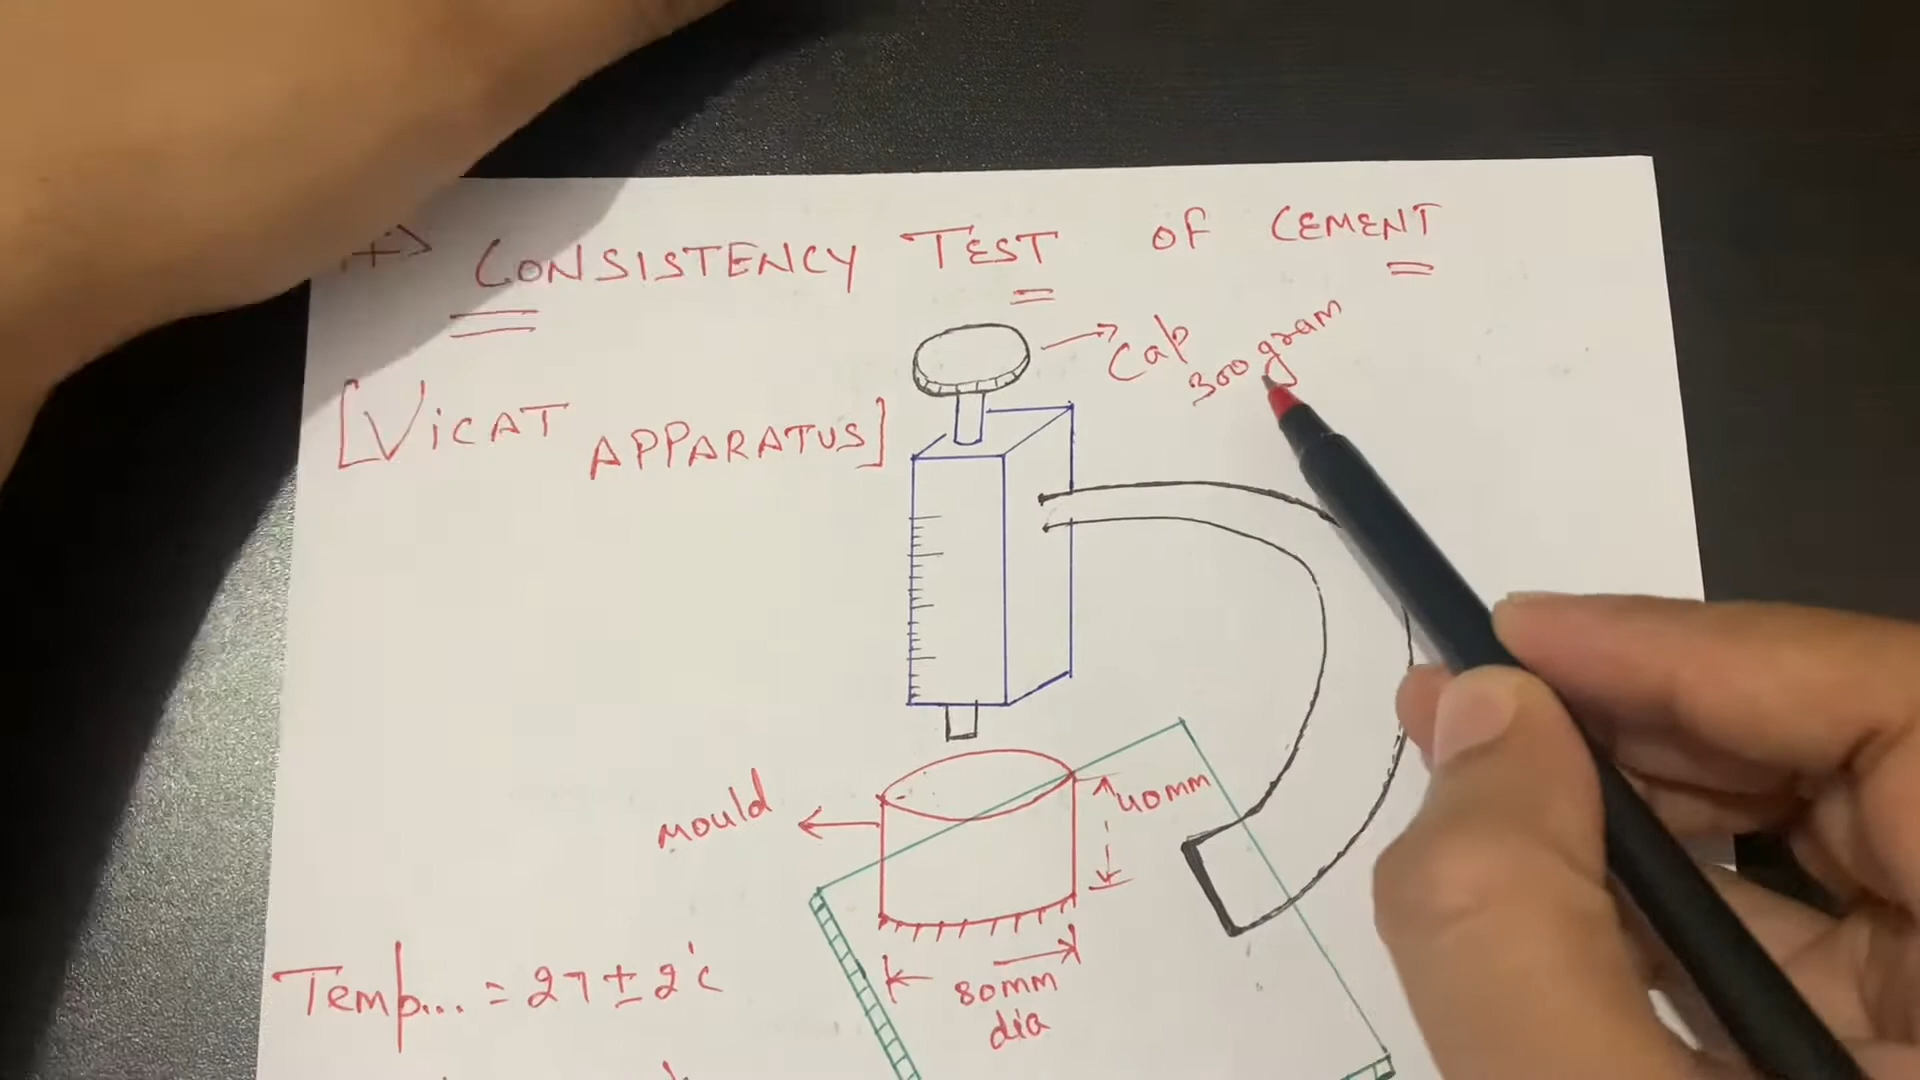 CONSISTENCY TEST OF CEMENT
[VICAT APPARATUS]
Cap
300 gram
mould
40mm
80mm
dia
Temp... = 27 ± 2°c